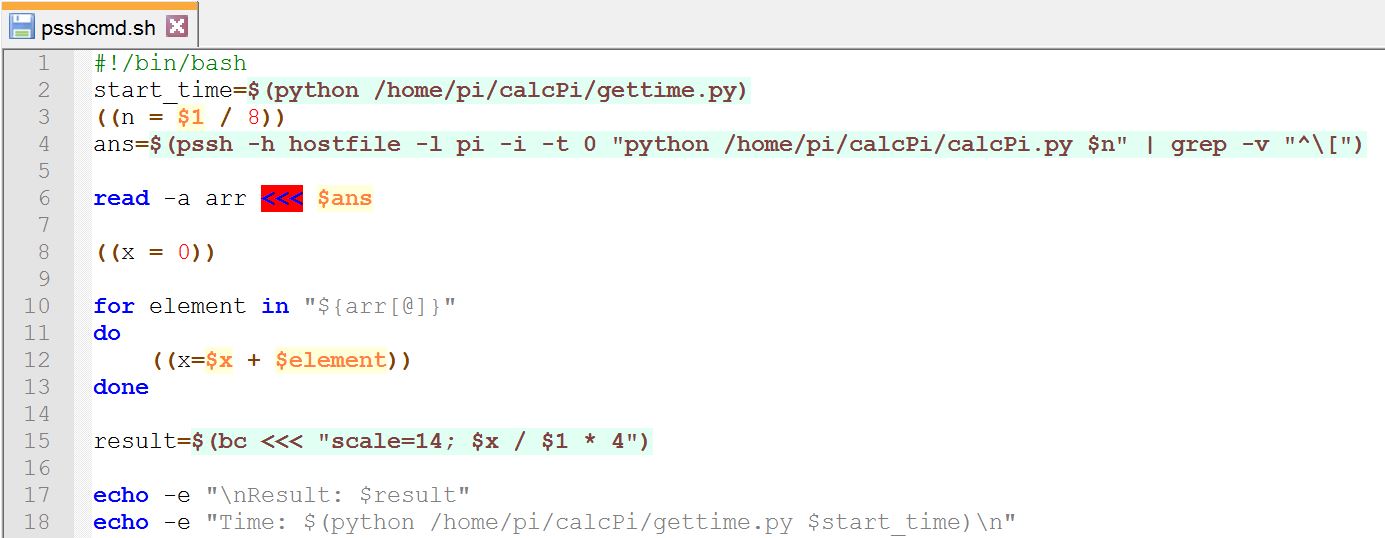 psshcmd.sh
1 #!/bin/bash
2 start_time=$(python /home/pi/calcPi/gettime.py)
3 ((n = $1 / 8))
4 ans=$(pssh -h hostfile -l pi -i -t 0 "python /home/pi/calcPi/calcPi.py $n" | grep -v "^\[")
5
6 read -a arr <<< $ans
7
8 ((x = 0))
9
10 for element in "${arr[@]}"
11 do
12     ((x=$x + $element))
13 done
14
15 result=$(bc <<< "scale=14; $x / $1 * 4")
16
17 echo -e "\nResult: $result"
18 echo -e "Time: $(python /home/pi/calcPi/gettime.py $start_time)\n"